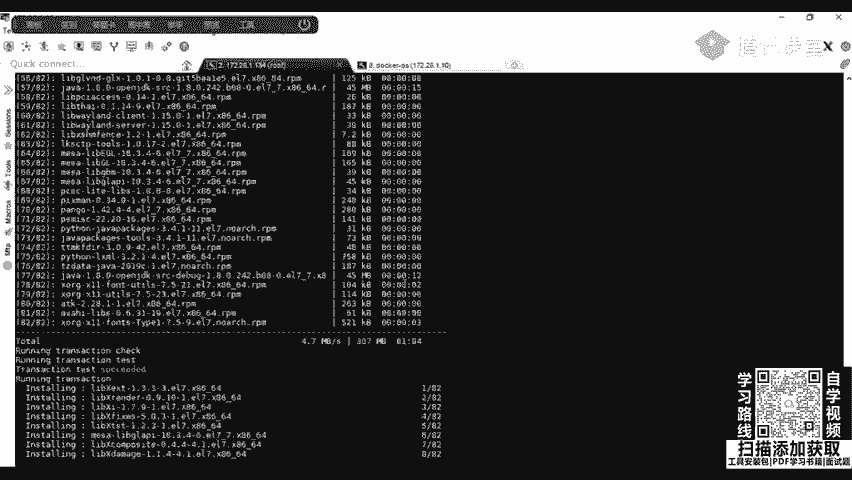 Quick connect...
2. 172.26.1.134 (root)
8. docker-os (172.26.1.10)
腾讯课堂
Sessions
Tools
Macros
Sftp
(57/82): java-1.8.0-openjdk-src-1.8.0.242.b08-0.el7_7.x86_64.r | 45 MB 00:00:15
(58/82): libpciaccess-0.14-1.el7.x86_64.rpm | 26 kB 00:00:00
(59/82): libthai-0.1.14-9.el7.x86_64.rpm | 187 kB 00:00:00
(60/82): libwayland-client-1.15.0-1.el7.x86_64.rpm | 33 kB 00:00:00
(61/82): libwayland-server-1.15.0-1.el7.x86_64.rpm | 39 kB 00:00:00
(62/82): libxshmfence-1.2-1.el7.x86_64.rpm | 7.2 kB 00:00:00
(63/82): lksctp-tools-1.0.17-2.el7.x86_64.rpm | 88 kB 00:00:00
(64/82): mesa-libEGL-18.3.4-6.el7_7.x86_64.rpm
(65/82): mesa-libGL-18.3.4-6.el7_7.x86_64.rpm | 165 kB 00:00:00
(66/82): mesa-libgbm-18.3.4-6.el7_7.x86_64.rpm | 39 kB 00:00:00
(67/82): mesa-libglapi-18.3.4-6.el7_7.x86_64.rpm | 45 kB 00:00:00
(68/82): pcsc-lite-libs-1.8.8-8.el7.x86_64.rpm | 34 kB 00:00:00
(69/82): pixman-0.34.0-1.el7.x86_64.rpm | 248 kB 00:00:00
(70/82): pango-1.42.4-4.el7_7.x86_64.rpm | 280 kB 00:00:00
(71/82): psmisc-22.20-16.el7.x86_64.rpm | 141 kB 00:00:00
(72/82): python-javapackages-3.4.1-11.el7.noarch.rpm | 31 kB 00:00:00
(73/82): javapackages-tools-3.4.1-11.el7.noarch.rpm | 73 kB 00:00:00
(74/82): ttmkfdir-3.0.9-42.el7.x86_64.rpm | 48 kB 00:00:00
(75/82): python-lxml-3.2.1-4.el7.x86_64.rpm | 758 kB 00:00:00
(76/82): tzdata-java-2019c-1.el7.noarch.rpm | 187 kB 00:00:00
(77/82): java-1.8.0-openjdk-src-debug-1.8.0.242.b08-0.el7_7.x8 | 45 MB 00:00:12
(78/82): xorg-x11-font-utils-7.5-21.el7.x86_64.rpm | 104 kB 00:00:02
(79/82): xorg-x11-utils-7.5-23.el7.x86_64.rpm | 114 kB 00:00:00
(80/82): atk-2.28.1-1.el7.x86_64.rpm | 263 kB 00:00:00
(81/82): avahi-libs-0.6.31-19.el7.x86_64.rpm | 61 kB 00:00:00
(82/82): xorg-x11-fonts-Type1-7.5-9.el7.noarch.rpm | 521 kB 00:00:03
Total 4.7 MB/s | 307 MB 01:04
Running transaction check
Running transaction test
Transaction test succeeded
Running transaction
Installing : libXext-1.3.3-3.el7.x86_64 1/82
Installing : libXrender-0.9.10-1.el7.x86_64 2/82
Installing : libXi-1.7.9-1.el7.x86_64 3/82
Installing : libXfixes-5.0.3-1.el7.x86_64 4/82
Installing : libXtst-1.2.3-1.el7.x86_64 5/82
Installing : mesa-libglapi-18.3.4-6.el7_7.x86_64 6/82
Installing : libXcomposite-0.4.4-4.1.el7.x86_64 7/82
Installing : libXdamage-1.1.4-4.1.el7.x86_64 8/82
学习路线
自学视频
扫描添加获取
工具安装包|PDF学习书籍|面试题